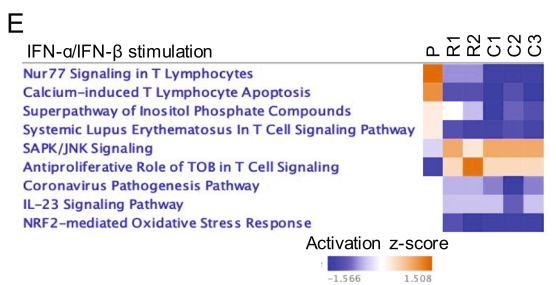 E
IFN-α/IFN-β stimulation
P R1 R2 C1 C2 C3
Nur77 Signaling in T Lymphocytes
Calcium-induced T Lymphocyte Apoptosis
Superpathway of Inositol Phosphate Compounds
Systemic Lupus Erythematosus In T Cell Signaling Pathway
SAPK/JNK Signaling
Antiproliferative Role of TOB in T Cell Signaling
Coronavirus Pathogenesis Pathway
IL-23 Signaling Pathway
NRF2-mediated Oxidative Stress Response
Activation z-score
-1.566 1.508